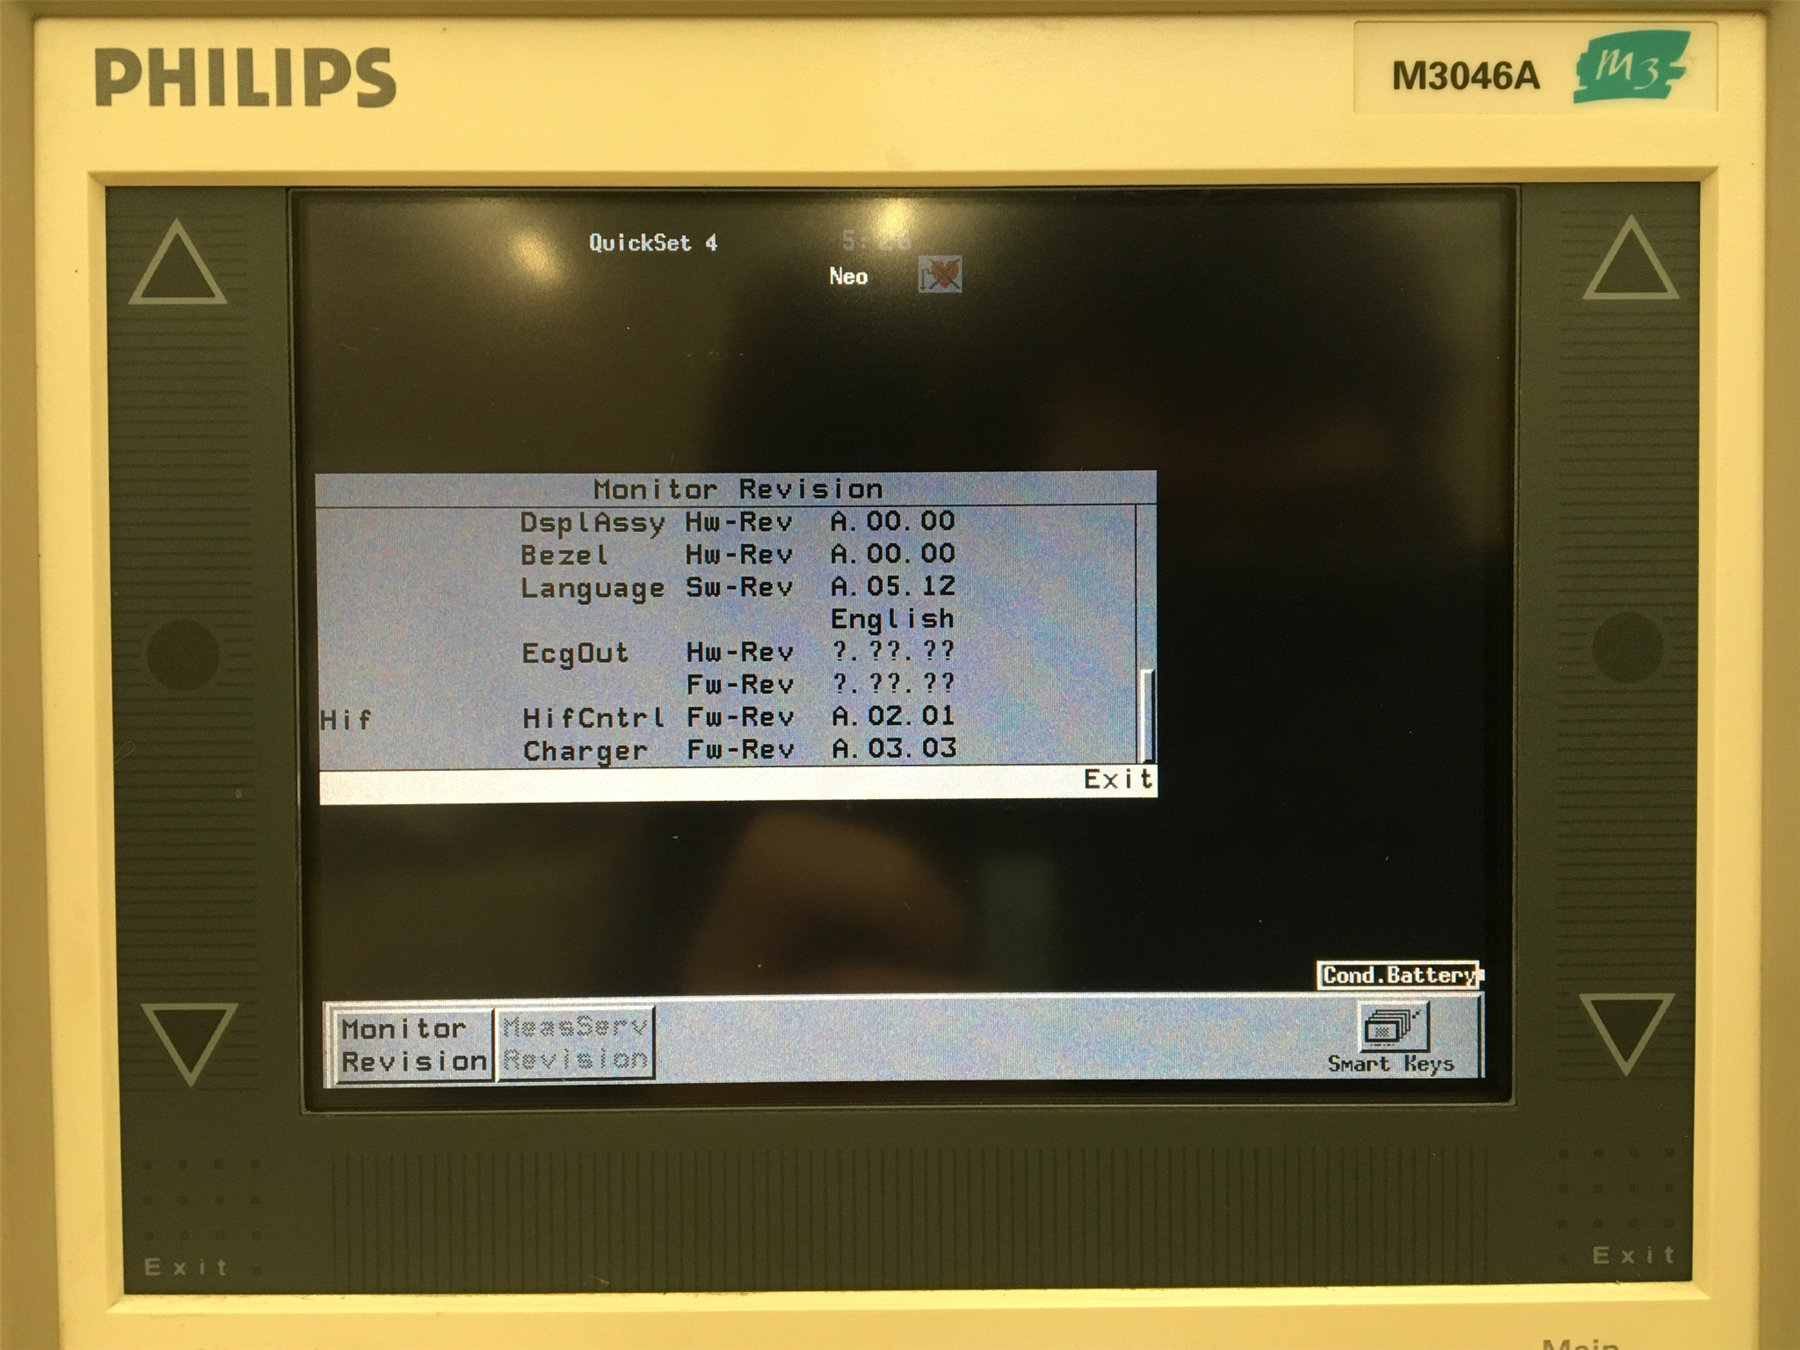 PHILIPS
M3046A M3
QuickSet 4
Neo
Monitor Revision
DsplAssy Hw-Rev A.00.00
Bezel Hw-Rev A.00.00
Language Sw-Rev A.05.12
English
EcgOut Hw-Rev ?.??.??
Fw-Rev ?.??.??
Hif HifCntrl Fw-Rev A.02.01
Charger Fw-Rev A.03.03
Exit
Cond.Battery
Monitor MeasServ
Revision Revision
Smart Keys
Exit Exit
Main